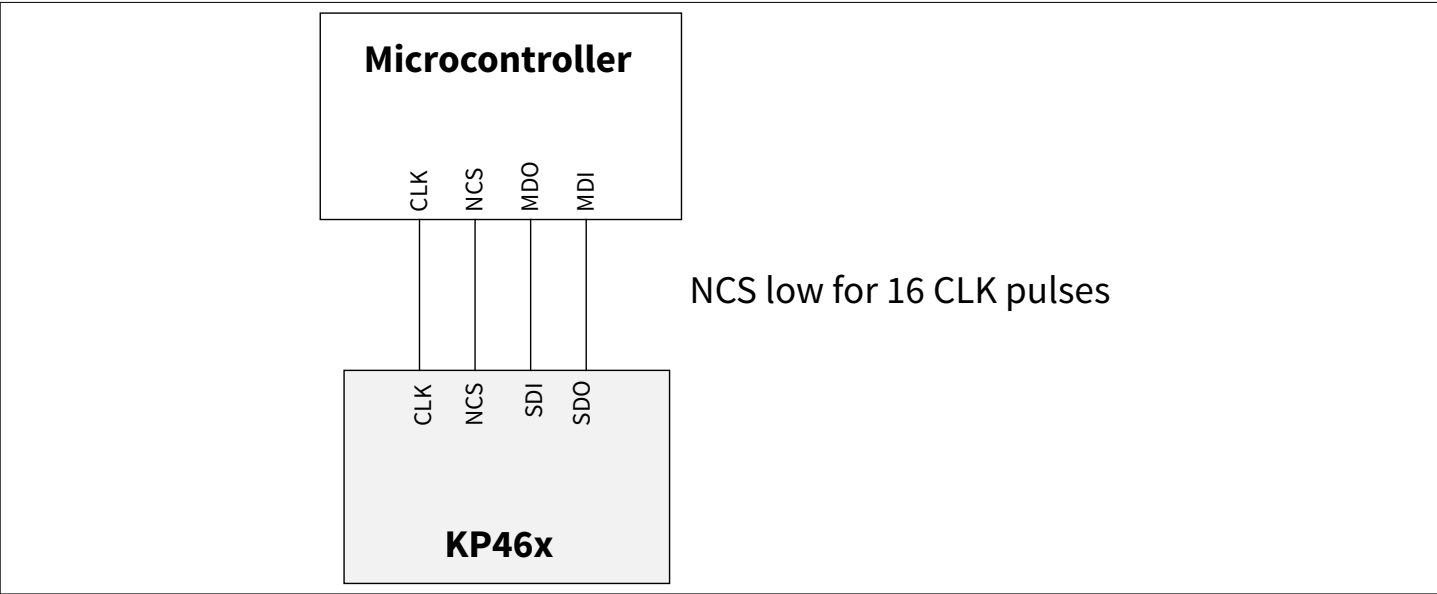 Microcontroller
CLK NCS MDO MDI
NCS low for 16 CLK pulses
CLK NCS SDI SDO
KP46x